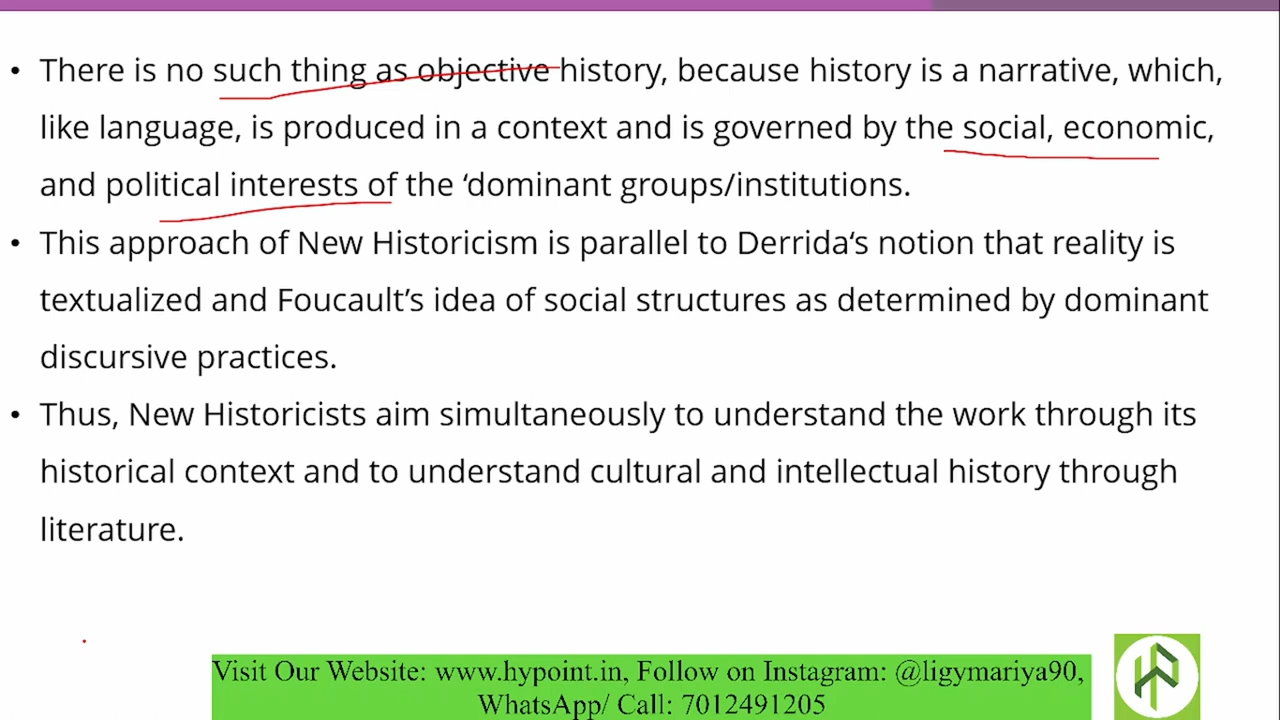 • There is no such thing as objective history, because history is a narrative, which,
like language, is produced in a context and is governed by the social, economic,
and political interests of the ‘dominant groups/institutions.
• This approach of New Historicism is parallel to Derrida‘s notion that reality is
textualized and Foucault’s idea of social structures as determined by dominant
discursive practices.
• Thus, New Historicists aim simultaneously to understand the work through its
historical context and to understand cultural and intellectual history through
literature.
Visit Our Website: www.hypoint.in, Follow on Instagram: @ligymariya90,
WhatsApp/ Call: 7012491205